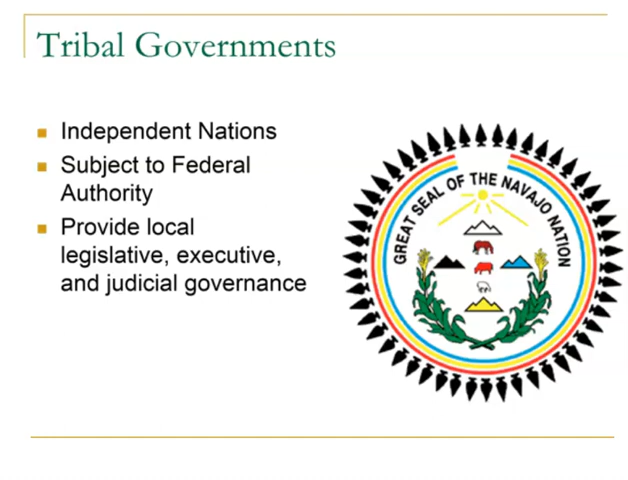 Tribal Governments
Independent Nations
Subject to Federal
Authority
Provide local
legislative, executive,
and judicial governance
GREAT SEAL OF THE NAVAJO NATION